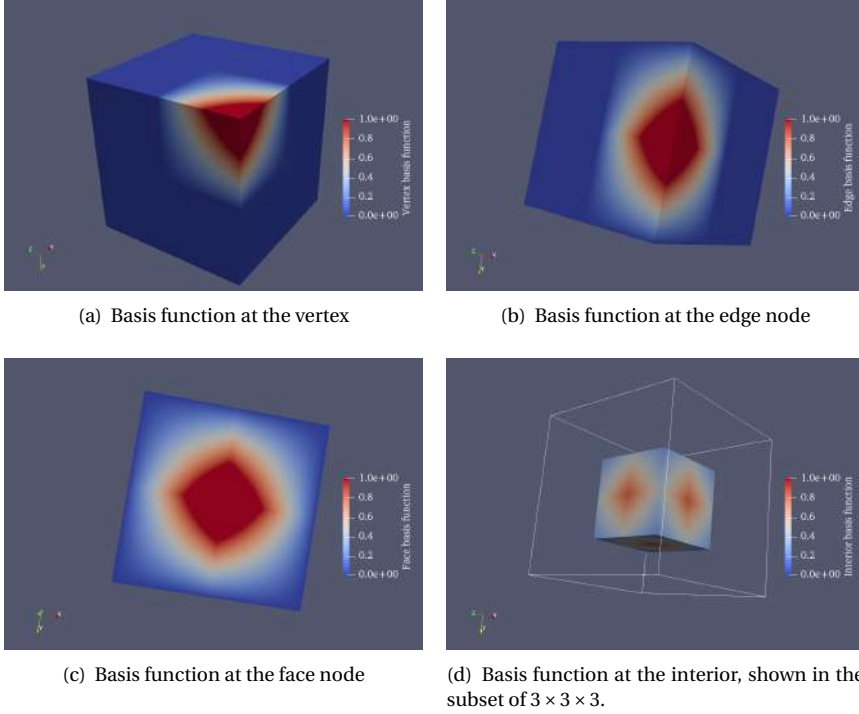 1.0e+00
0.8
0.6
0.4
0.2
0.0e+00
Vertex basis function
1.0e+00
0.8
0.6
0.4
0.2
0.0e+00
Edge basis function
(a) Basis function at the vertex
(b) Basis function at the edge node
1.0e+00
0.8
0.6
0.4
0.2
0.0e+00
Face basis function
1.0e+00
0.8
0.6
0.4
0.2
0.0e+00
Interior basis function
(c) Basis function at the face node
(d) Basis function at the interior, shown in the
subset of 3 × 3 × 3.